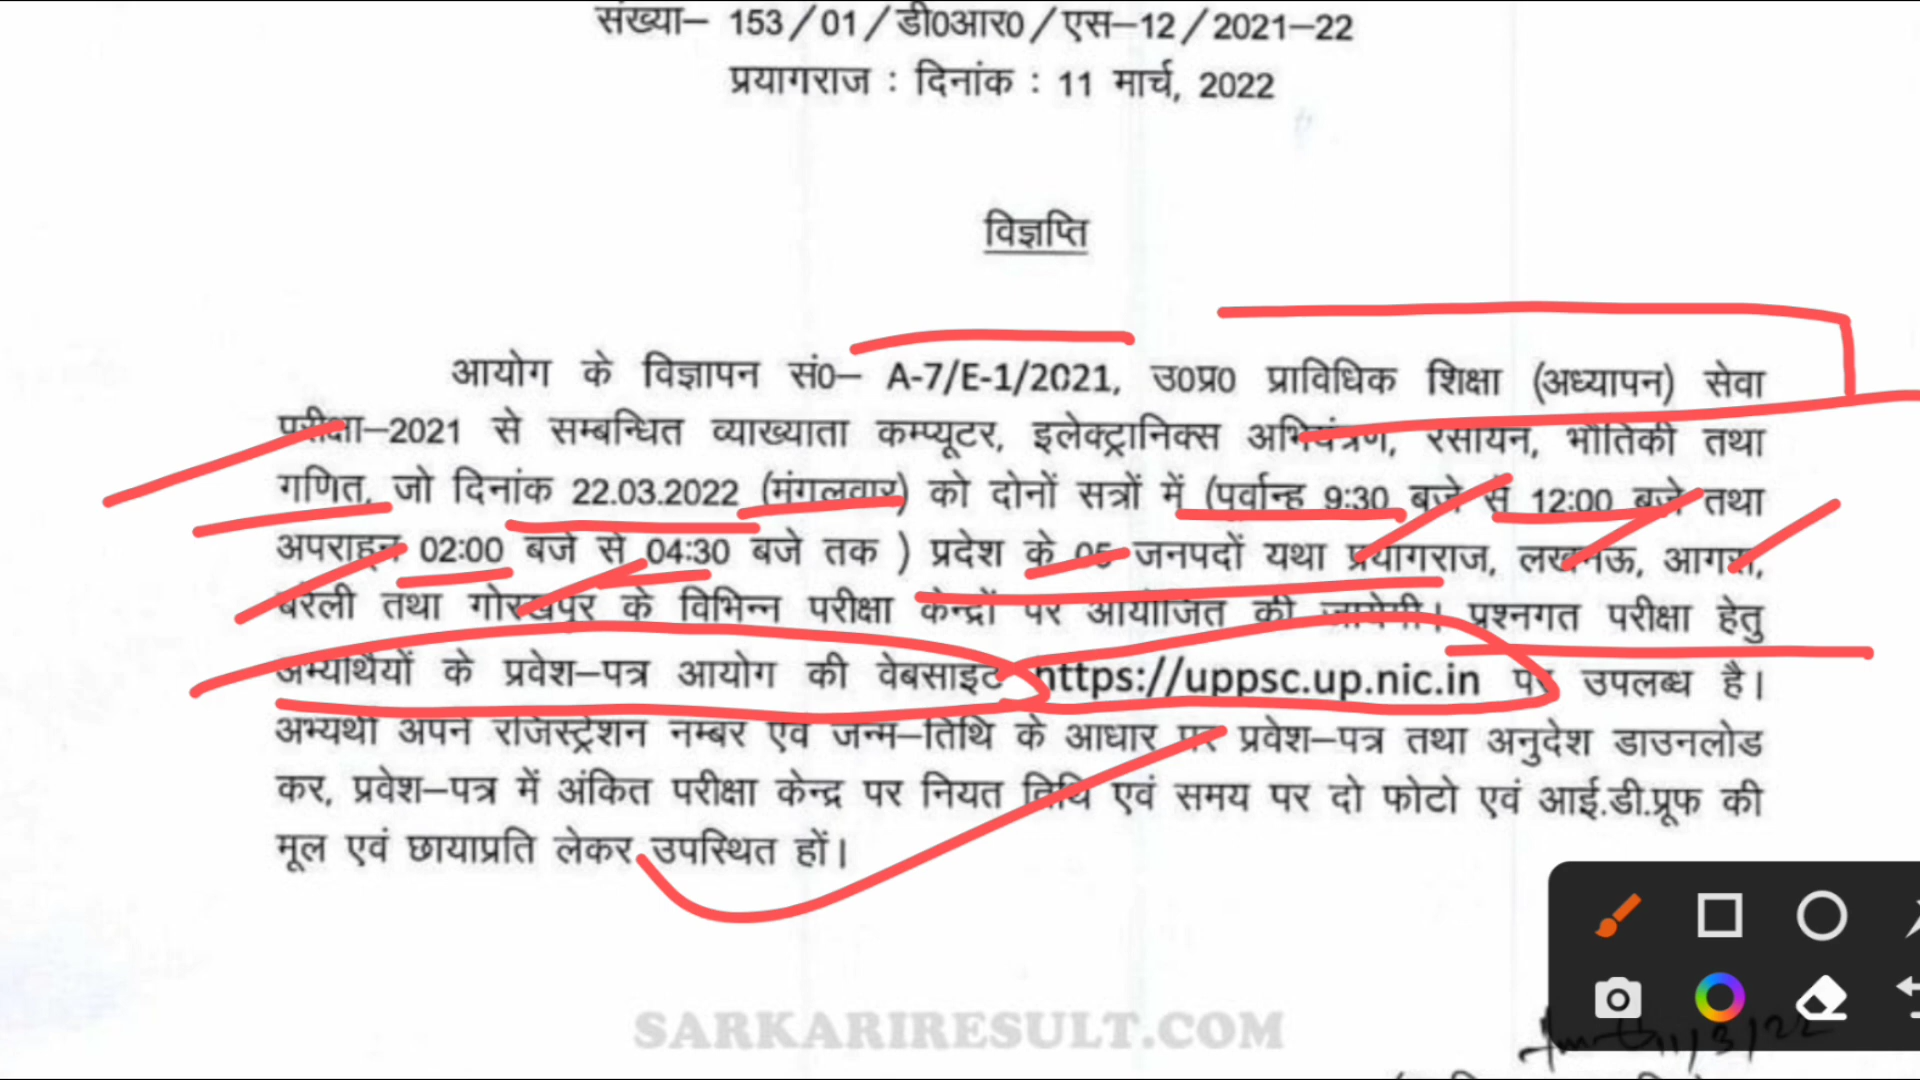 संख्या– 153/01/डी0आर0/एस–12/2021–22
प्रयागराज : दिनांक : 11 मार्च, 2022
विज्ञप्ति
आयोग के विज्ञापन सं0– A-7/E-1/2021, उ0प्र0 प्राविधिक शिक्षा (अध्यापन) सेवा
परीक्षा–2021 से सम्बन्धित व्याख्याता कम्प्यूटर, इलेक्ट्रानिक्स अभियंत्रण, रसायन, भौतिकी तथा
गणित, जो दिनांक 22.03.2022 (मंगलवार) को दोनों सत्रों में (पूर्वान्ह 9:30 बजे से 12:00 बजे तथा
अपराह्न 02:00 बजे से 04:30 बजे तक ) प्रदेश के 05 जनपदों यथा प्रयागराज, लखनऊ, आगरा,
बरेली तथा गोरखपुर के विभिन्न परीक्षा केन्द्रों पर आयोजित की जायेगी। प्रश्नगत परीक्षा हेतु
अभ्यर्थियों के प्रवेश–पत्र आयोग की वेबसाइट https://uppsc.up.nic.in पर उपलब्ध है।
अभ्यर्थी अपने रजिस्ट्रेशन नम्बर एवं जन्म–तिथि के आधार पर प्रवेश–पत्र तथा अनुदेश डाउनलोड
कर, प्रवेश–पत्र में अंकित परीक्षा केन्द्र पर नियत तिथि एवं समय पर दो फोटो एवं आई.डी.प्रूफ की
मूल एवं छायाप्रति लेकर उपस्थित हों।
SARKARIRESULT.COM
11/3/22